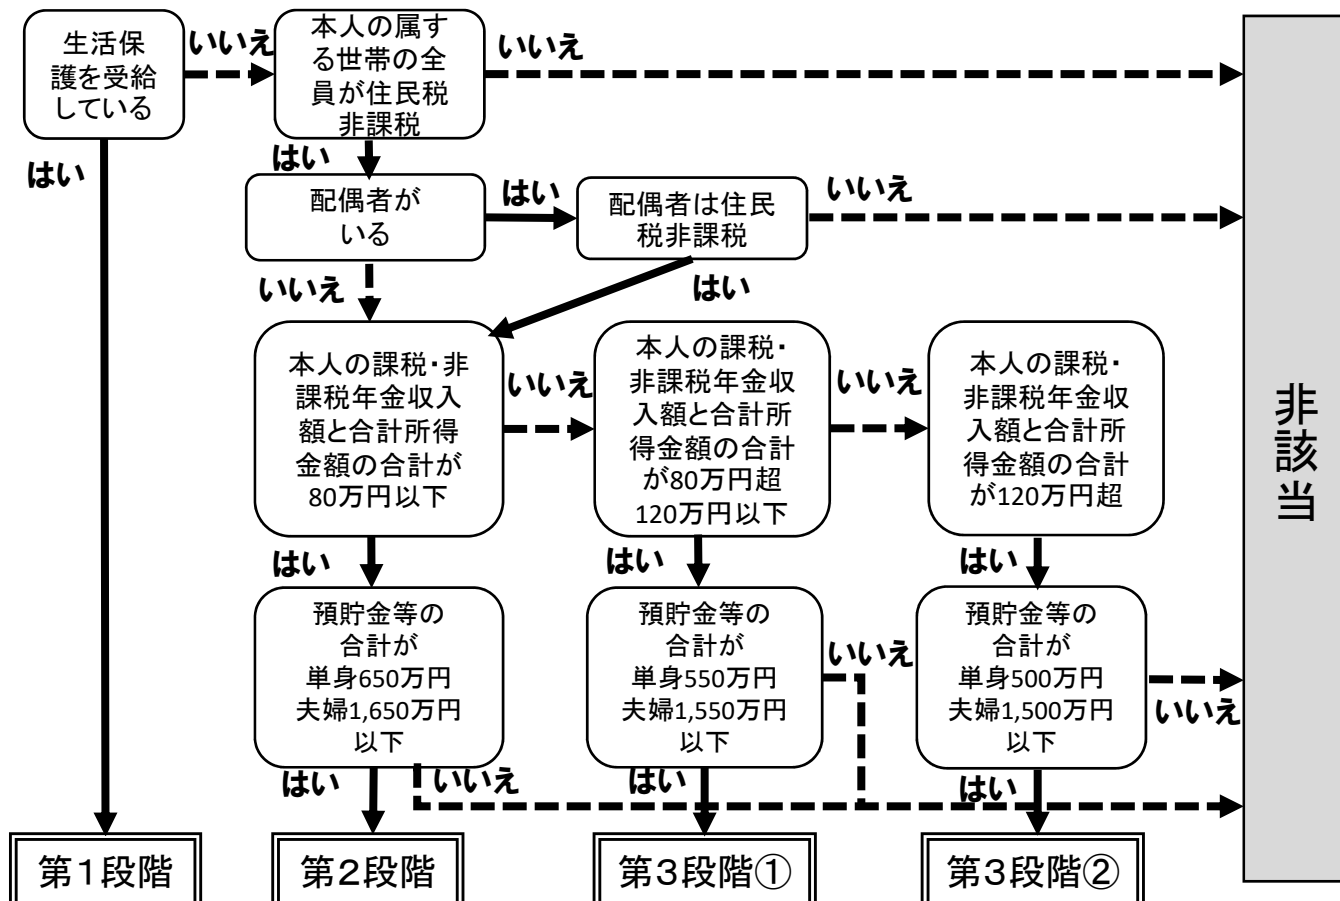 生活保
護を受給
している
いいえ
本人の属す
る世帯の全
員が住民税
非課税
いいえ
はい
はい
配偶者が
いる
はい
配偶者は住民
税非課税
いいえ
いいえ
はい
本人の課税・非
課税年金収入
額と合計所得
金額の合計が
80万円以下
いいえ
本人の課税・
非課税年金収
入額と合計所
得金額の合計
が80万円超
120万円以下
いいえ
本人の課税・
非課税年金収
入額と合計所
得金額の合計
が120万円超
非該当
はい
はい
はい
預貯金等の
合計が
単身650万円
夫婦1,650万円
以下
預貯金等の
合計が
単身550万円
夫婦1,550万円
以下
いいえ
預貯金等の
合計が
単身500万円
夫婦1,500万円
以下
いいえ
はい
いいえ
はい
はい
第1段階
第2段階
第3段階①
第3段階②